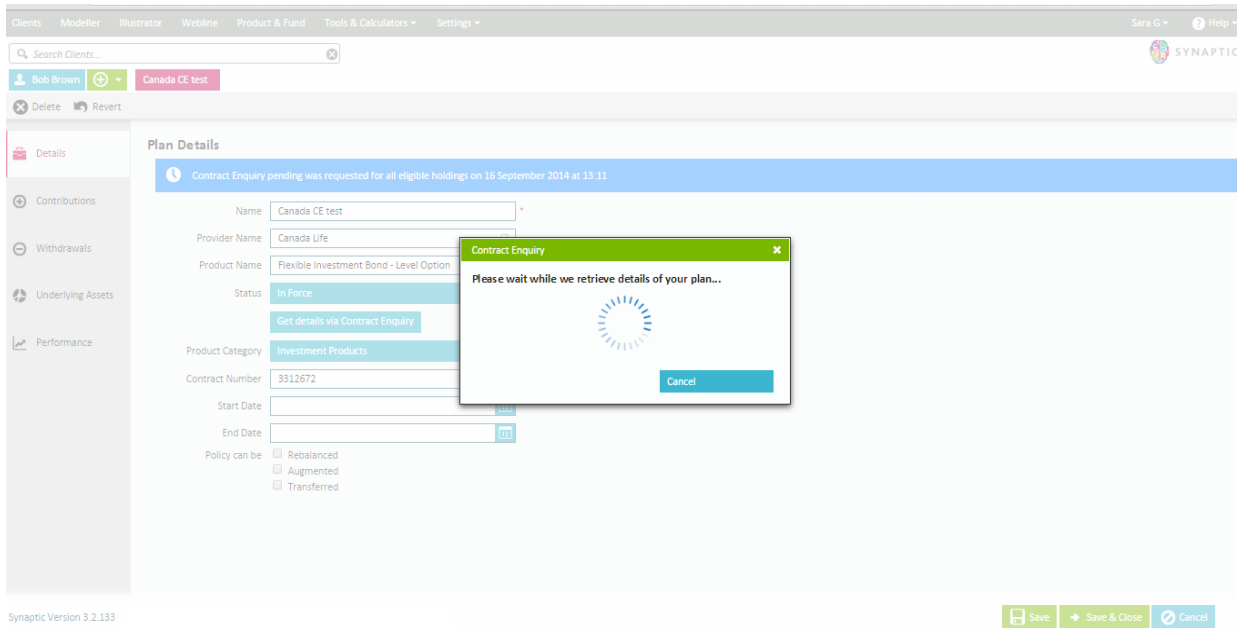 Clients Modeller Illustrator Webline Product & Fund Tools & Calculators Settings Sara G Help
Search Clients...
SYNAPTIC
Bob Brown Canada CE test
Delete Revert
Details
Plan Details
Contract Enquiry pending was requested for all eligible holdings on 16 September 2014 at 13:11
Contributions
Name Canada CE test *
Withdrawals
Provider Name Canada Life
Contract Enquiry
Product Name Flexible Investment Bond - Level Option
Please wait while we retrieve details of your plan...
Underlying Assets
Status In Force
Get details via Contract Enquiry
Performance
Product Category Investment Products
Contract Number 3312672
Cancel
Start Date
End Date
Policy can be Rebalanced
Augmented
Transferred
Synaptic Version 3.2.133
Save Save & Close Cancel